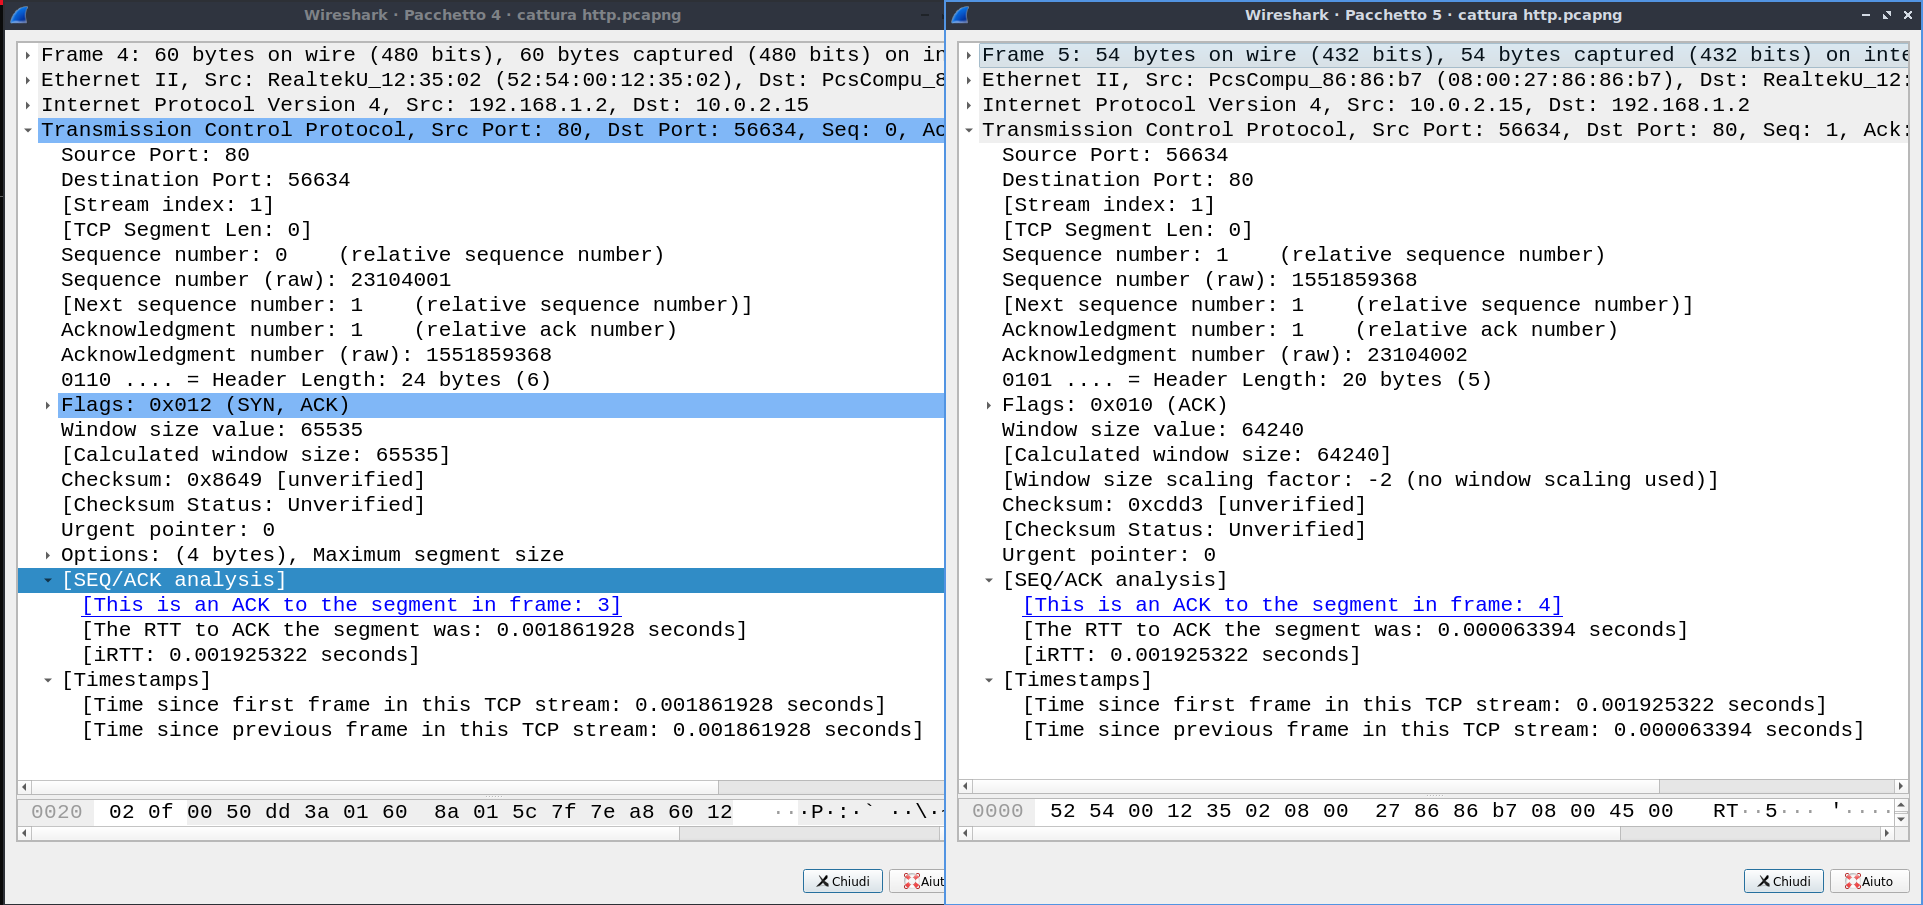 Wireshark · Pacchetto 4 · cattura http.pcapng
Frame 4: 60 bytes on wire (480 bits), 60 bytes captured (480 bits) on in
Ethernet II, Src: RealtekU_12:35:02 (52:54:00:12:35:02), Dst: PcsCompu_8
Internet Protocol Version 4, Src: 192.168.1.2, Dst: 10.0.2.15
Transmission Control Protocol, Src Port: 80, Dst Port: 56634, Seq: 0, Ac
Source Port: 80
Destination Port: 56634
[Stream index: 1]
[TCP Segment Len: 0]
Sequence number: 0    (relative sequence number)
Sequence number (raw): 23104001
[Next sequence number: 1    (relative sequence number)]
Acknowledgment number: 1    (relative ack number)
Acknowledgment number (raw): 1551859368
0110 .... = Header Length: 24 bytes (6)
Flags: 0x012 (SYN, ACK)
Window size value: 65535
[Calculated window size: 65535]
Checksum: 0x8649 [unverified]
[Checksum Status: Unverified]
Urgent pointer: 0
Options: (4 bytes), Maximum segment size
[SEQ/ACK analysis]
[This is an ACK to the segment in frame: 3]
[The RTT to ACK the segment was: 0.001861928 seconds]
[iRTT: 0.001925322 seconds]
[Timestamps]
[Time since first frame in this TCP stream: 0.001861928 seconds]
[Time since previous frame in this TCP stream: 0.001861928 seconds]
0020 02 0f 00 50 dd 3a 01 60 8a 01 5c 7f 7e a8 60 12 ···P·:·` ··\·
Chiudi Aiut
Wireshark · Pacchetto 5 · cattura http.pcapng
Frame 5: 54 bytes on wire (432 bits), 54 bytes captured (432 bits) on inte
Ethernet II, Src: PcsCompu_86:86:b7 (08:00:27:86:86:b7), Dst: RealtekU_12:
Internet Protocol Version 4, Src: 10.0.2.15, Dst: 192.168.1.2
Transmission Control Protocol, Src Port: 56634, Dst Port: 80, Seq: 1, Ack:
Source Port: 56634
Destination Port: 80
[Stream index: 1]
[TCP Segment Len: 0]
Sequence number: 1    (relative sequence number)
Sequence number (raw): 1551859368
[Next sequence number: 1    (relative sequence number)]
Acknowledgment number: 1    (relative ack number)
Acknowledgment number (raw): 23104002
0101 .... = Header Length: 20 bytes (5)
Flags: 0x010 (ACK)
Window size value: 64240
[Calculated window size: 64240]
[Window size scaling factor: -2 (no window scaling used)]
Checksum: 0xcdd3 [unverified]
[Checksum Status: Unverified]
Urgent pointer: 0
[SEQ/ACK analysis]
[This is an ACK to the segment in frame: 4]
[The RTT to ACK the segment was: 0.000063394 seconds]
[iRTT: 0.001925322 seconds]
[Timestamps]
[Time since first frame in this TCP stream: 0.001925322 seconds]
[Time since previous frame in this TCP stream: 0.000063394 seconds]
0000 52 54 00 12 35 02 08 00 27 86 86 b7 08 00 45 00 RT··5··· '····
Chiudi Aiuto